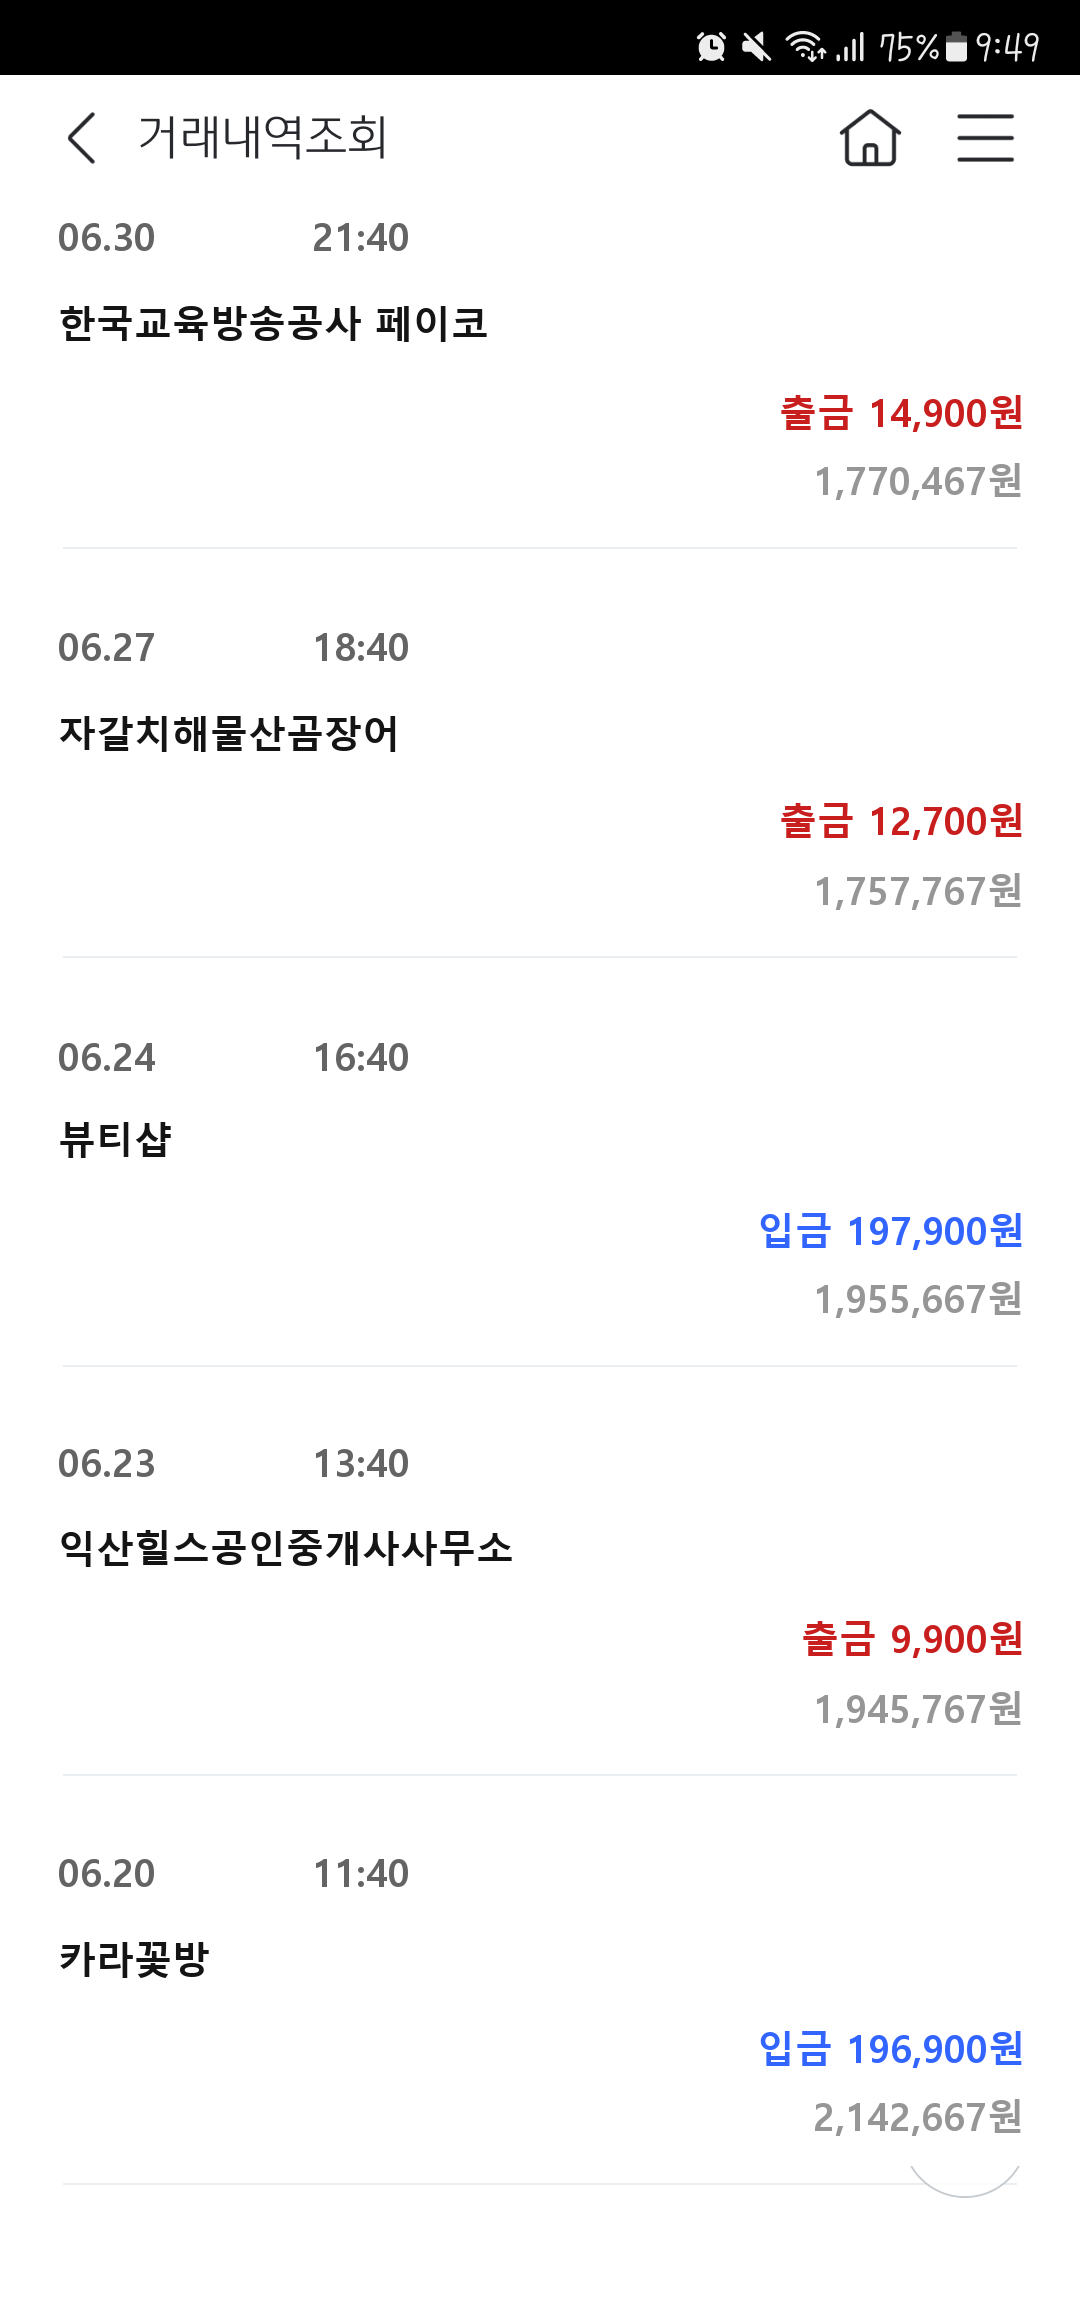 75% 9:49
거래내역조회
06.30 21:40
한국교육방송공사 페이코
출금 14,900원
1,770,467원
06.27 18:40
자갈치해물산곰장어
출금 12,700원
1,757,767원
06.24 16:40
뷰티샵
입금 197,900원
1,955,667원
06.23 13:40
익산힐스공인중개사사무소
출금 9,900원
1,945,767원
06.20 11:40
카라꽃방
입금 196,900원
2,142,667원